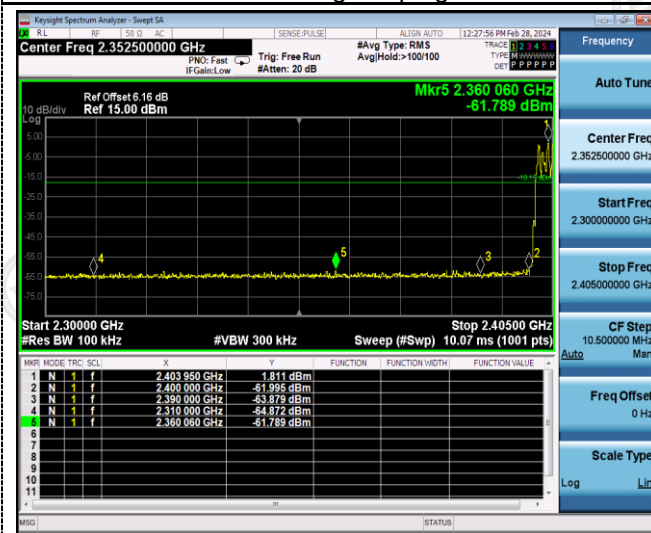 Keysight Spectrum Analyzer - Swept SA
RL RF 50 Ω AC SENSE:PULSE ALIGN AUTO 12:27:56 PM Feb 28, 2024
Center Freq 2.352500000 GHz
PNO: Fast
IFGain:Low
Trig: Free Run
#Atten: 20 dB
#Avg Type: RMS
Avg|Hold:>100/100
TRACE 1 2 3 4 5 6
TYPE M WWWWW
DET P P P P P P
Ref Offset 6.16 dB
10 dB/div Ref 15.00 dBm
Log
Mkr5 2.360 060 GHz
-61.789 dBm
5.00
-5.00
-15.0
-25.0
-35.0
-45.0
-55.0
-65.0
-75.0
1
2
3
4
5
Start 2.30000 GHz Stop 2.40500 GHz
#Res BW 100 kHz #VBW 300 kHz Sweep (#Swp) 10.07 ms (1001 pts)
MKR MODE TRC SCL X Y FUNCTION FUNCTION WIDTH FUNCTION VALUE
1 N 1 f 2.403 950 GHz 1.811 dBm
2 N 1 f 2.400 000 GHz -61.995 dBm
3 N 1 f 2.390 000 GHz -63.879 dBm
4 N 1 f 2.310 000 GHz -64.872 dBm
5 N 1 f 2.360 060 GHz -61.789 dBm
6
7
8
9
10
11
MSG STATUS
Frequency
Auto Tune
Center Freq
2.352500000 GHz
Start Freq
2.300000000 GHz
Stop Freq
2.405000000 GHz
CF Step
10.500000 MHz
Auto Man
Freq Offset
0 Hz
Scale Type
Log Lin